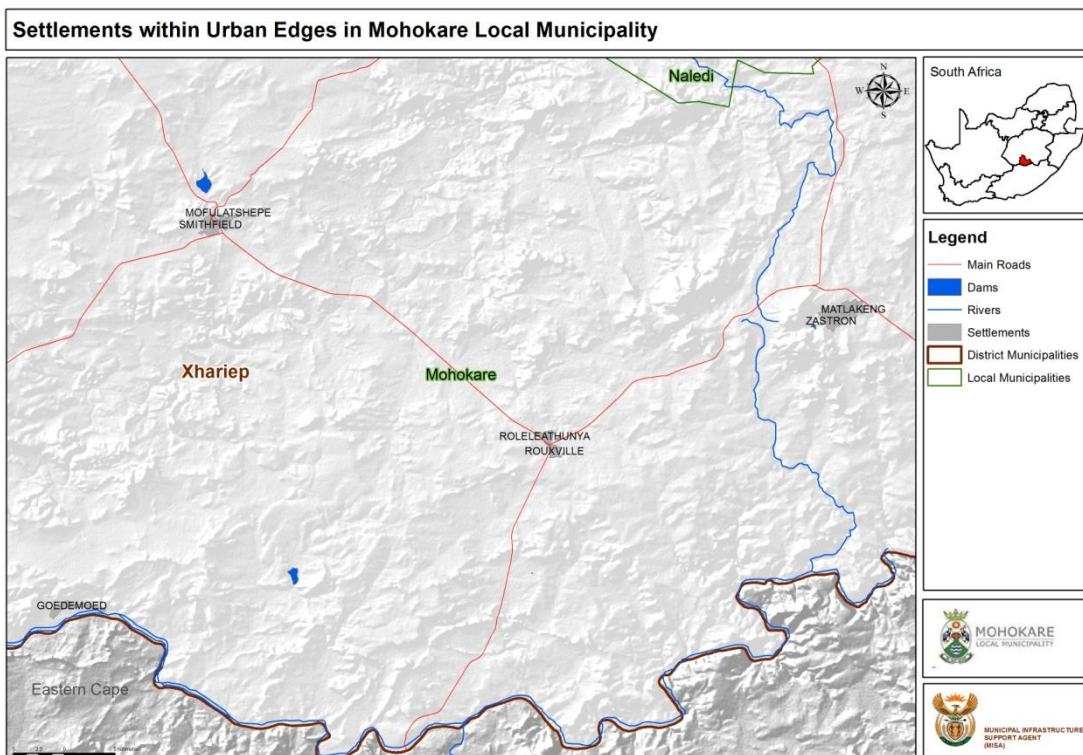 Settlements within Urban Edges in Mohokare Local Municipality
Naledi
N
W E
S
MOFULATSHEPE
SMITHFIELD
MATLAKENG
ZASTRON
Xhariep
Mohokare
ROLELEATHUNYA
ROUXVILLE
GOEDEMOED
Eastern Cape
South Africa
Legend
Main Roads
Dams
Rivers
Settlements
District Municipalities
Local Municipalities
MOHOKARE
LOCAL MUNICIPALITY
MUNICIPAL INFRASTRUCTURE
SUPPORT AGENT
(MISA)